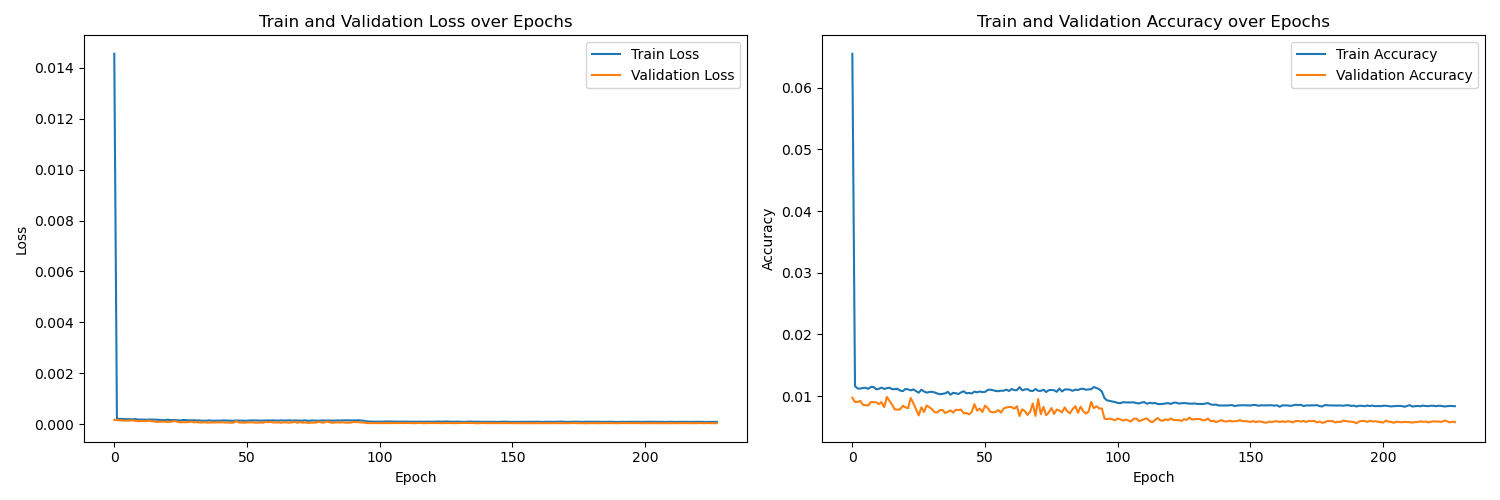 Train and Validation Loss over Epochs
Train Loss
Validation Loss
0.014
0.012
0.010
0.008
0.006
0.004
0.002
0.000
Loss
0
50
100
150
200
Epoch
Train and Validation Accuracy over Epochs
Train Accuracy
Validation Accuracy
0.06
0.05
0.04
0.03
0.02
0.01
Accuracy
0
50
100
150
200
Epoch